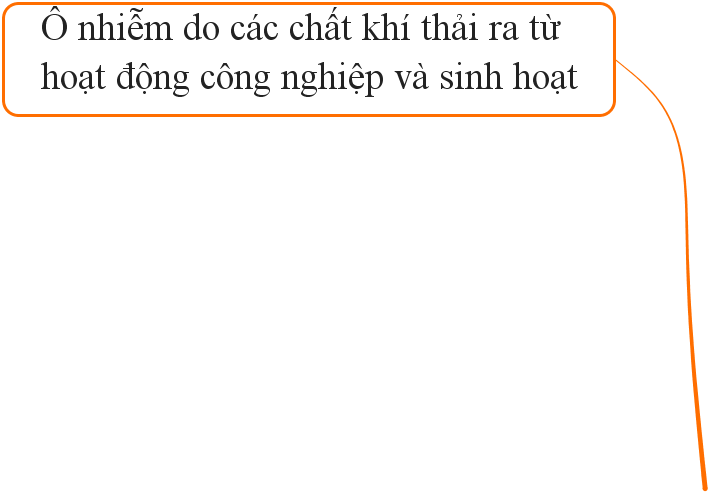 Ô nhiễm do các chất khí thải ra từ
hoạt động công nghiệp và sinh hoạt